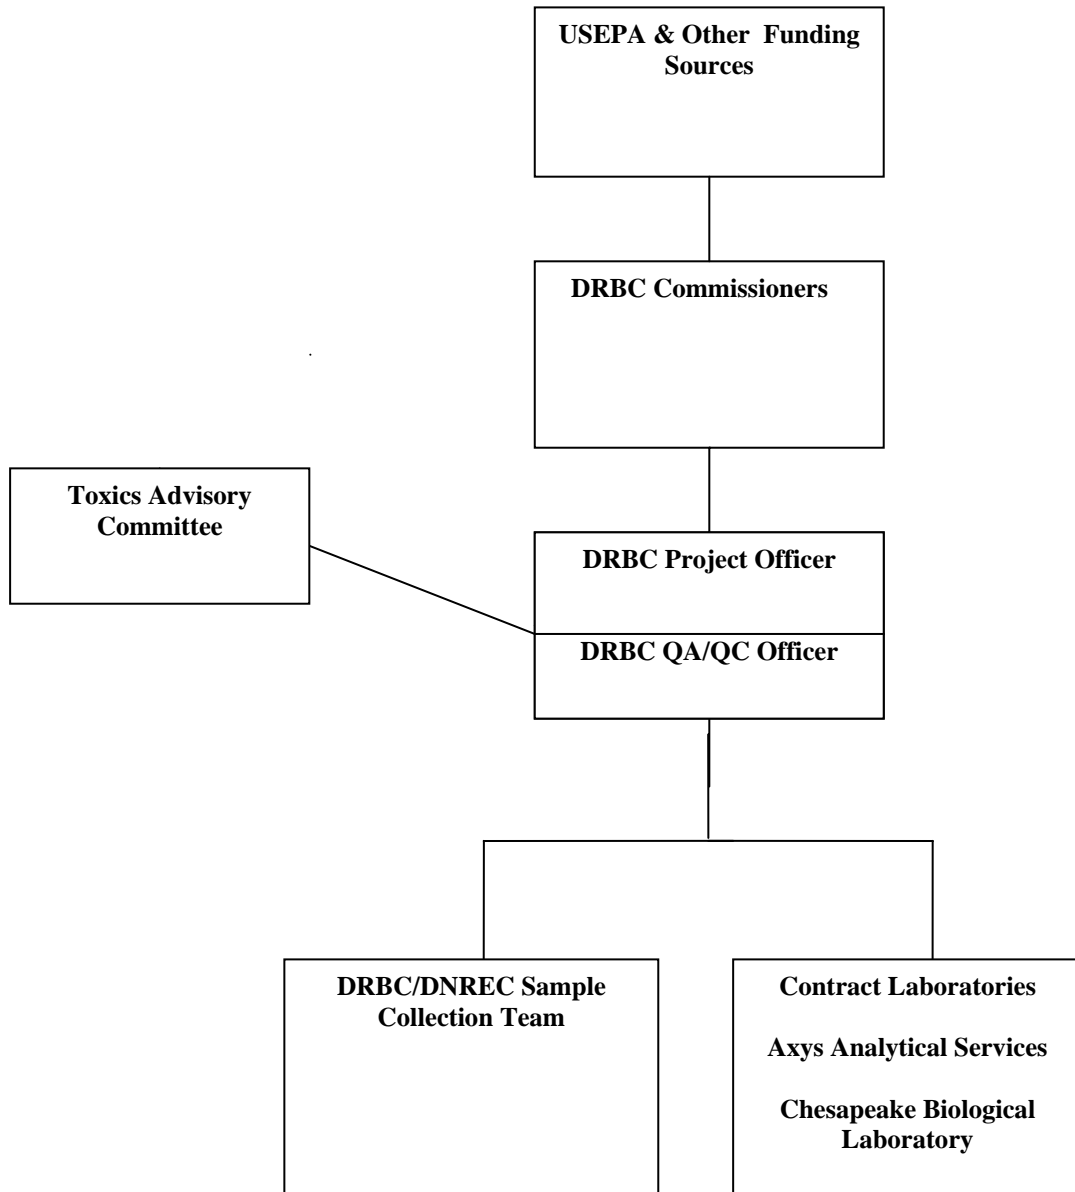 USEPA & Other Funding
Sources
DRBC Commissioners
Toxics Advisory
Committee
DRBC Project Officer
DRBC QA/QC Officer
DRBC/DNREC Sample
Collection Team
Contract Laboratories
Axys Analytical Services
Chesapeake Biological
Laboratory